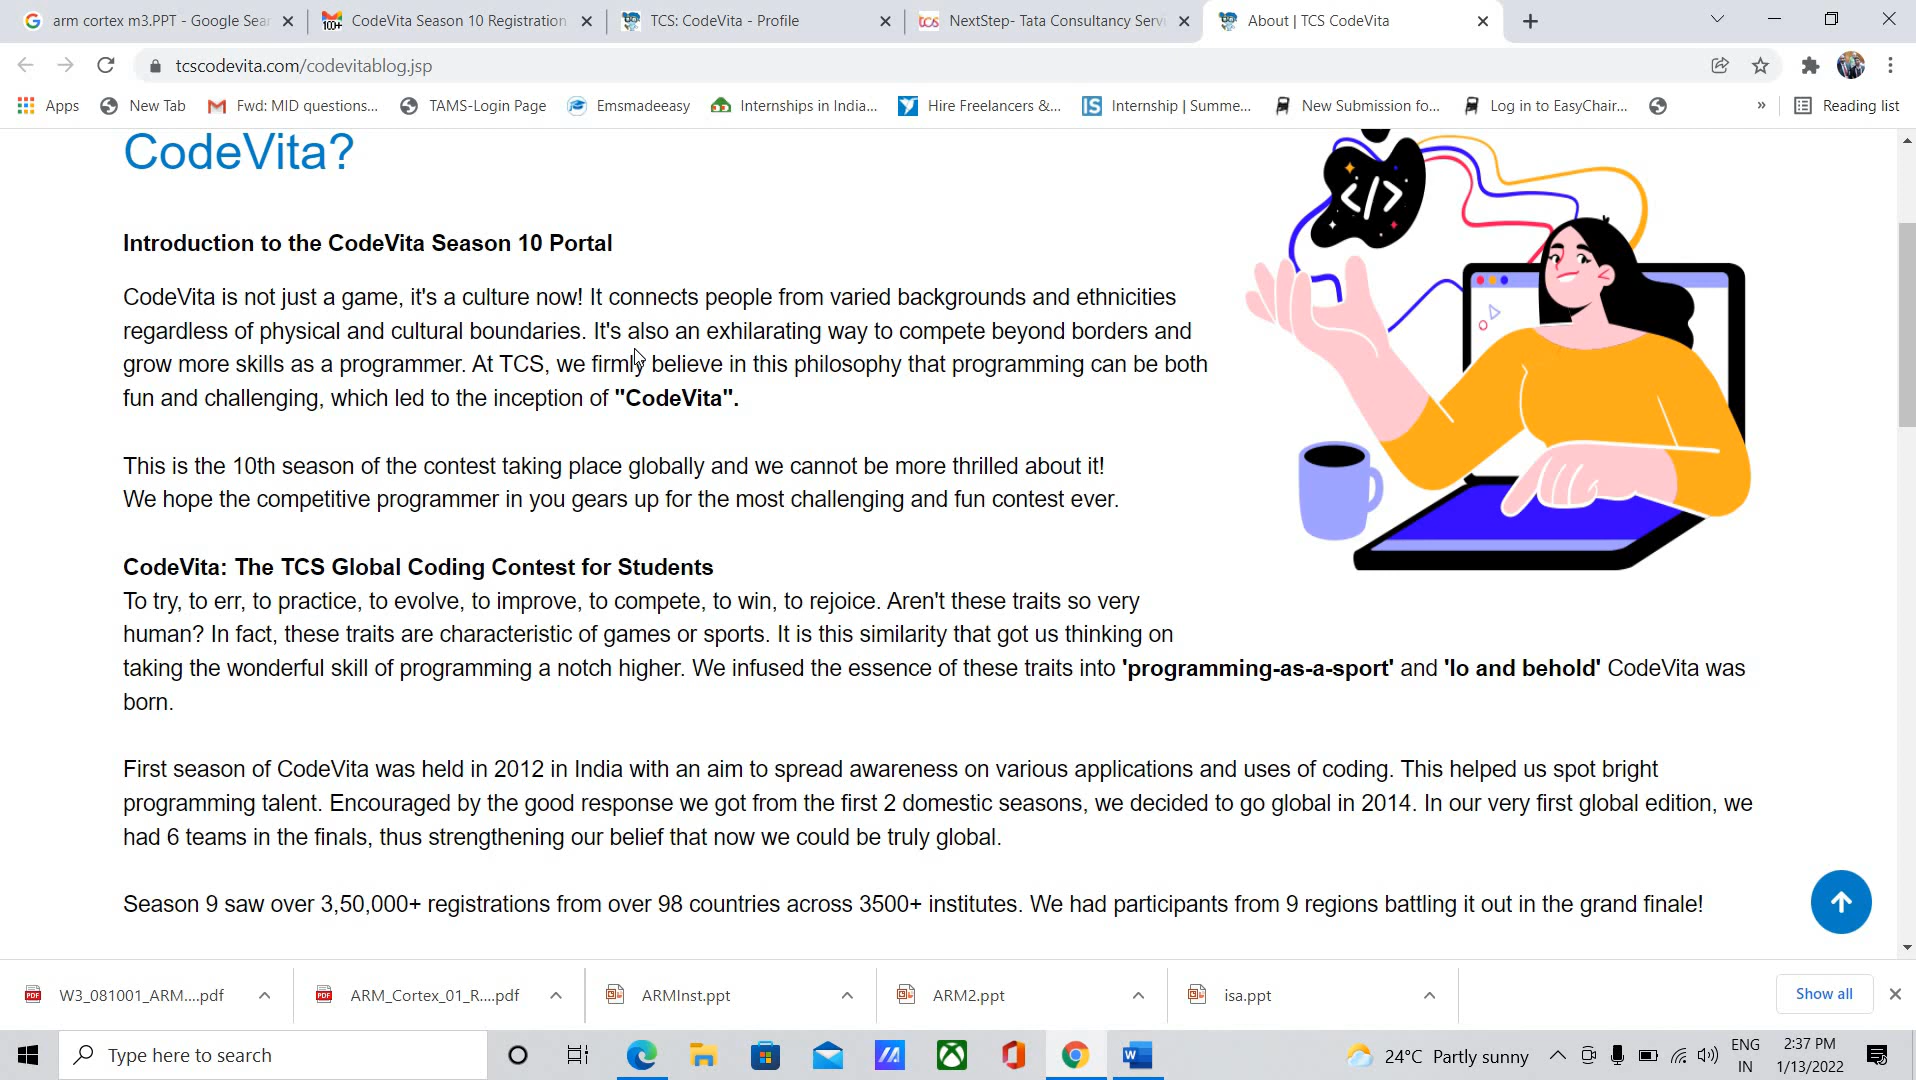 arm cortex m3.PPT - Google Sear
CodeVita Season 10 Registration
TCS: CodeVita - Profile
NextStep- Tata Consultancy Servi
About | TCS CodeVita
tcscodevita.com/codevitablog.jsp
Apps
New Tab
Fwd: MID questions...
TAMS-Login Page
Emsmadeeasy
Internships in India...
Hire Freelancers &...
Internship | Summe...
New Submission fo...
Log in to EasyChair...
»
Reading list
CodeVita?
</>
Introduction to the CodeVita Season 10 Portal
CodeVita is not just a game, it's a culture now! It connects people from varied backgrounds and ethnicities
regardless of physical and cultural boundaries. It's also an exhilarating way to compete beyond borders and
grow more skills as a programmer. At TCS, we firmly believe in this philosophy that programming can be both
fun and challenging, which led to the inception of "CodeVita".
This is the 10th season of the contest taking place globally and we cannot be more thrilled about it!
We hope the competitive programmer in you gears up for the most challenging and fun contest ever.
CodeVita: The TCS Global Coding Contest for Students
To try, to err, to practice, to evolve, to improve, to compete, to win, to rejoice. Aren't these traits so very
human? In fact, these traits are characteristic of games or sports. It is this similarity that got us thinking on
taking the wonderful skill of programming a notch higher. We infused the essence of these traits into 'programming-as-a-sport' and 'lo and behold' CodeVita was
born.
First season of CodeVita was held in 2012 in India with an aim to spread awareness on various applications and uses of coding. This helped us spot bright
programming talent. Encouraged by the good response we got from the first 2 domestic seasons, we decided to go global in 2014. In our very first global edition, we
had 6 teams in the finals, thus strengthening our belief that now we could be truly global.
Season 9 saw over 3,50,000+ registrations from over 98 countries across 3500+ institutes. We had participants from 9 regions battling it out in the grand finale!
W3_081001_ARM....pdf
ARM_Cortex_01_R....pdf
ARMInst.ppt
ARM2.ppt
isa.ppt
Show all
Type here to search
24°C Partly sunny
ENG
IN
2:37 PM
1/13/2022